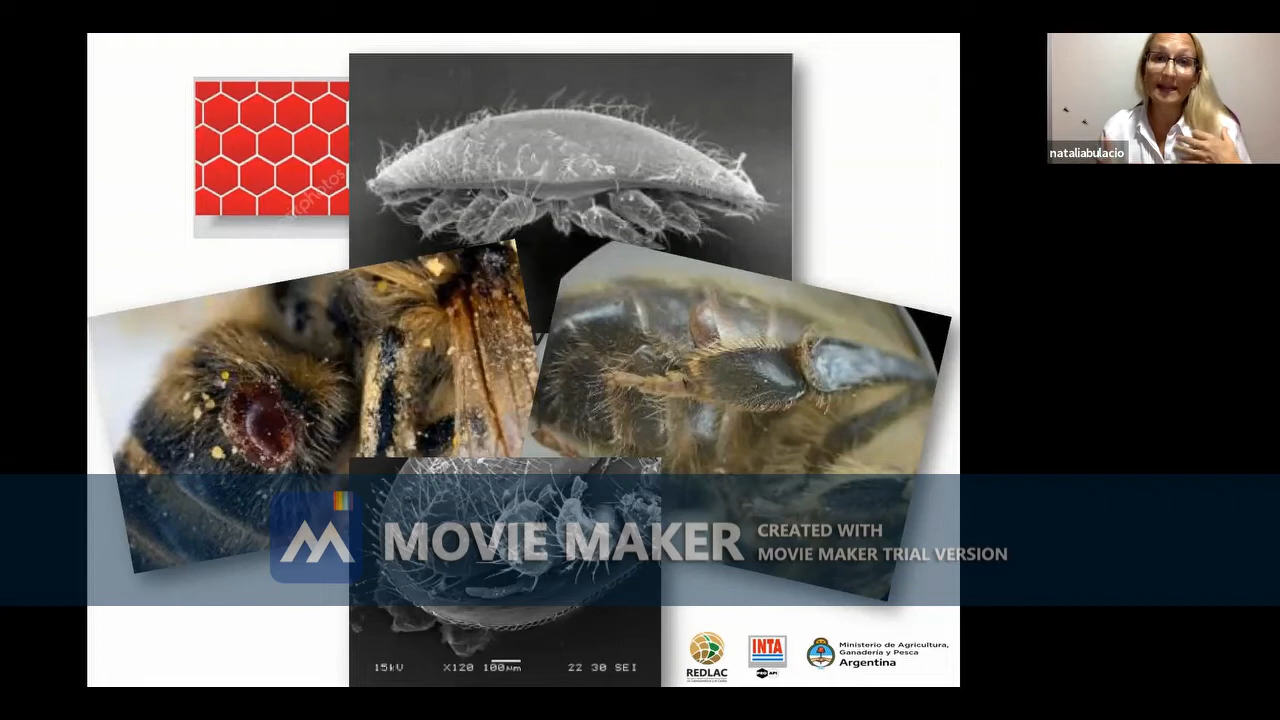 nataliabulacio
MOVIE MAKER
CREATED WITH
MOVIE MAKER TRIAL VERSION
15kV X120 100µm 22 30 SEI
REDLAC
INTA
Ministerio de Agricultura,
Ganadería y Pesca
Argentina